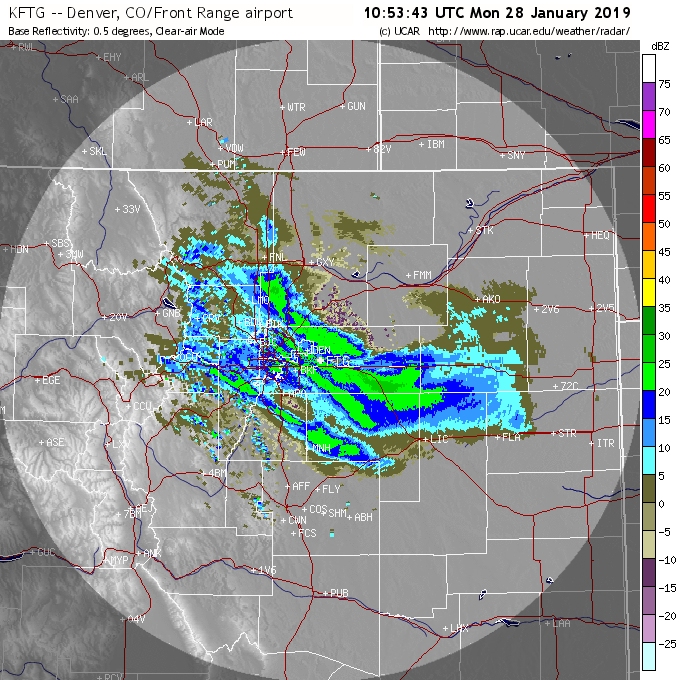 KFTG -- Denver, CO/Front Range airport
10:53:43 UTC Mon 28 January 2019
Base Reflectivity: 0.5 degrees, Clear-air Mode
(c) UCAR http://www.rap.ucar.edu/weather/radar/
dBZ
75
70
65
60
55
50
45
40
35
30
25
20
15
10
5
0
-5
-10
-15
-20
-25
+RWL
+EHY
+ARL
+SAA
+WTR
+GUN
+LAR
+SKL
+VDW
+FEW
+82V
+IBM
+SNY
+PUM
+33V
+STK
+HEQ
+HDN
+SBS
+3MW
+FNL
+GXY
+FMM
+AKO
+20V
+GNB
+2V6
+2V5
+EGE
+72C
+CCU
+ASE
+LXV
+LIC
+FLA
+STR
+ITR
+MNH
+4BM
+AFF
+FLY
+AEJ
+7BM
+COS
+SHM
+ABH
+CWN
+FCS
+GUC
+ANK
+MYP
+1V6
+PUB
+04V
+LHX
+LAA
+RCV